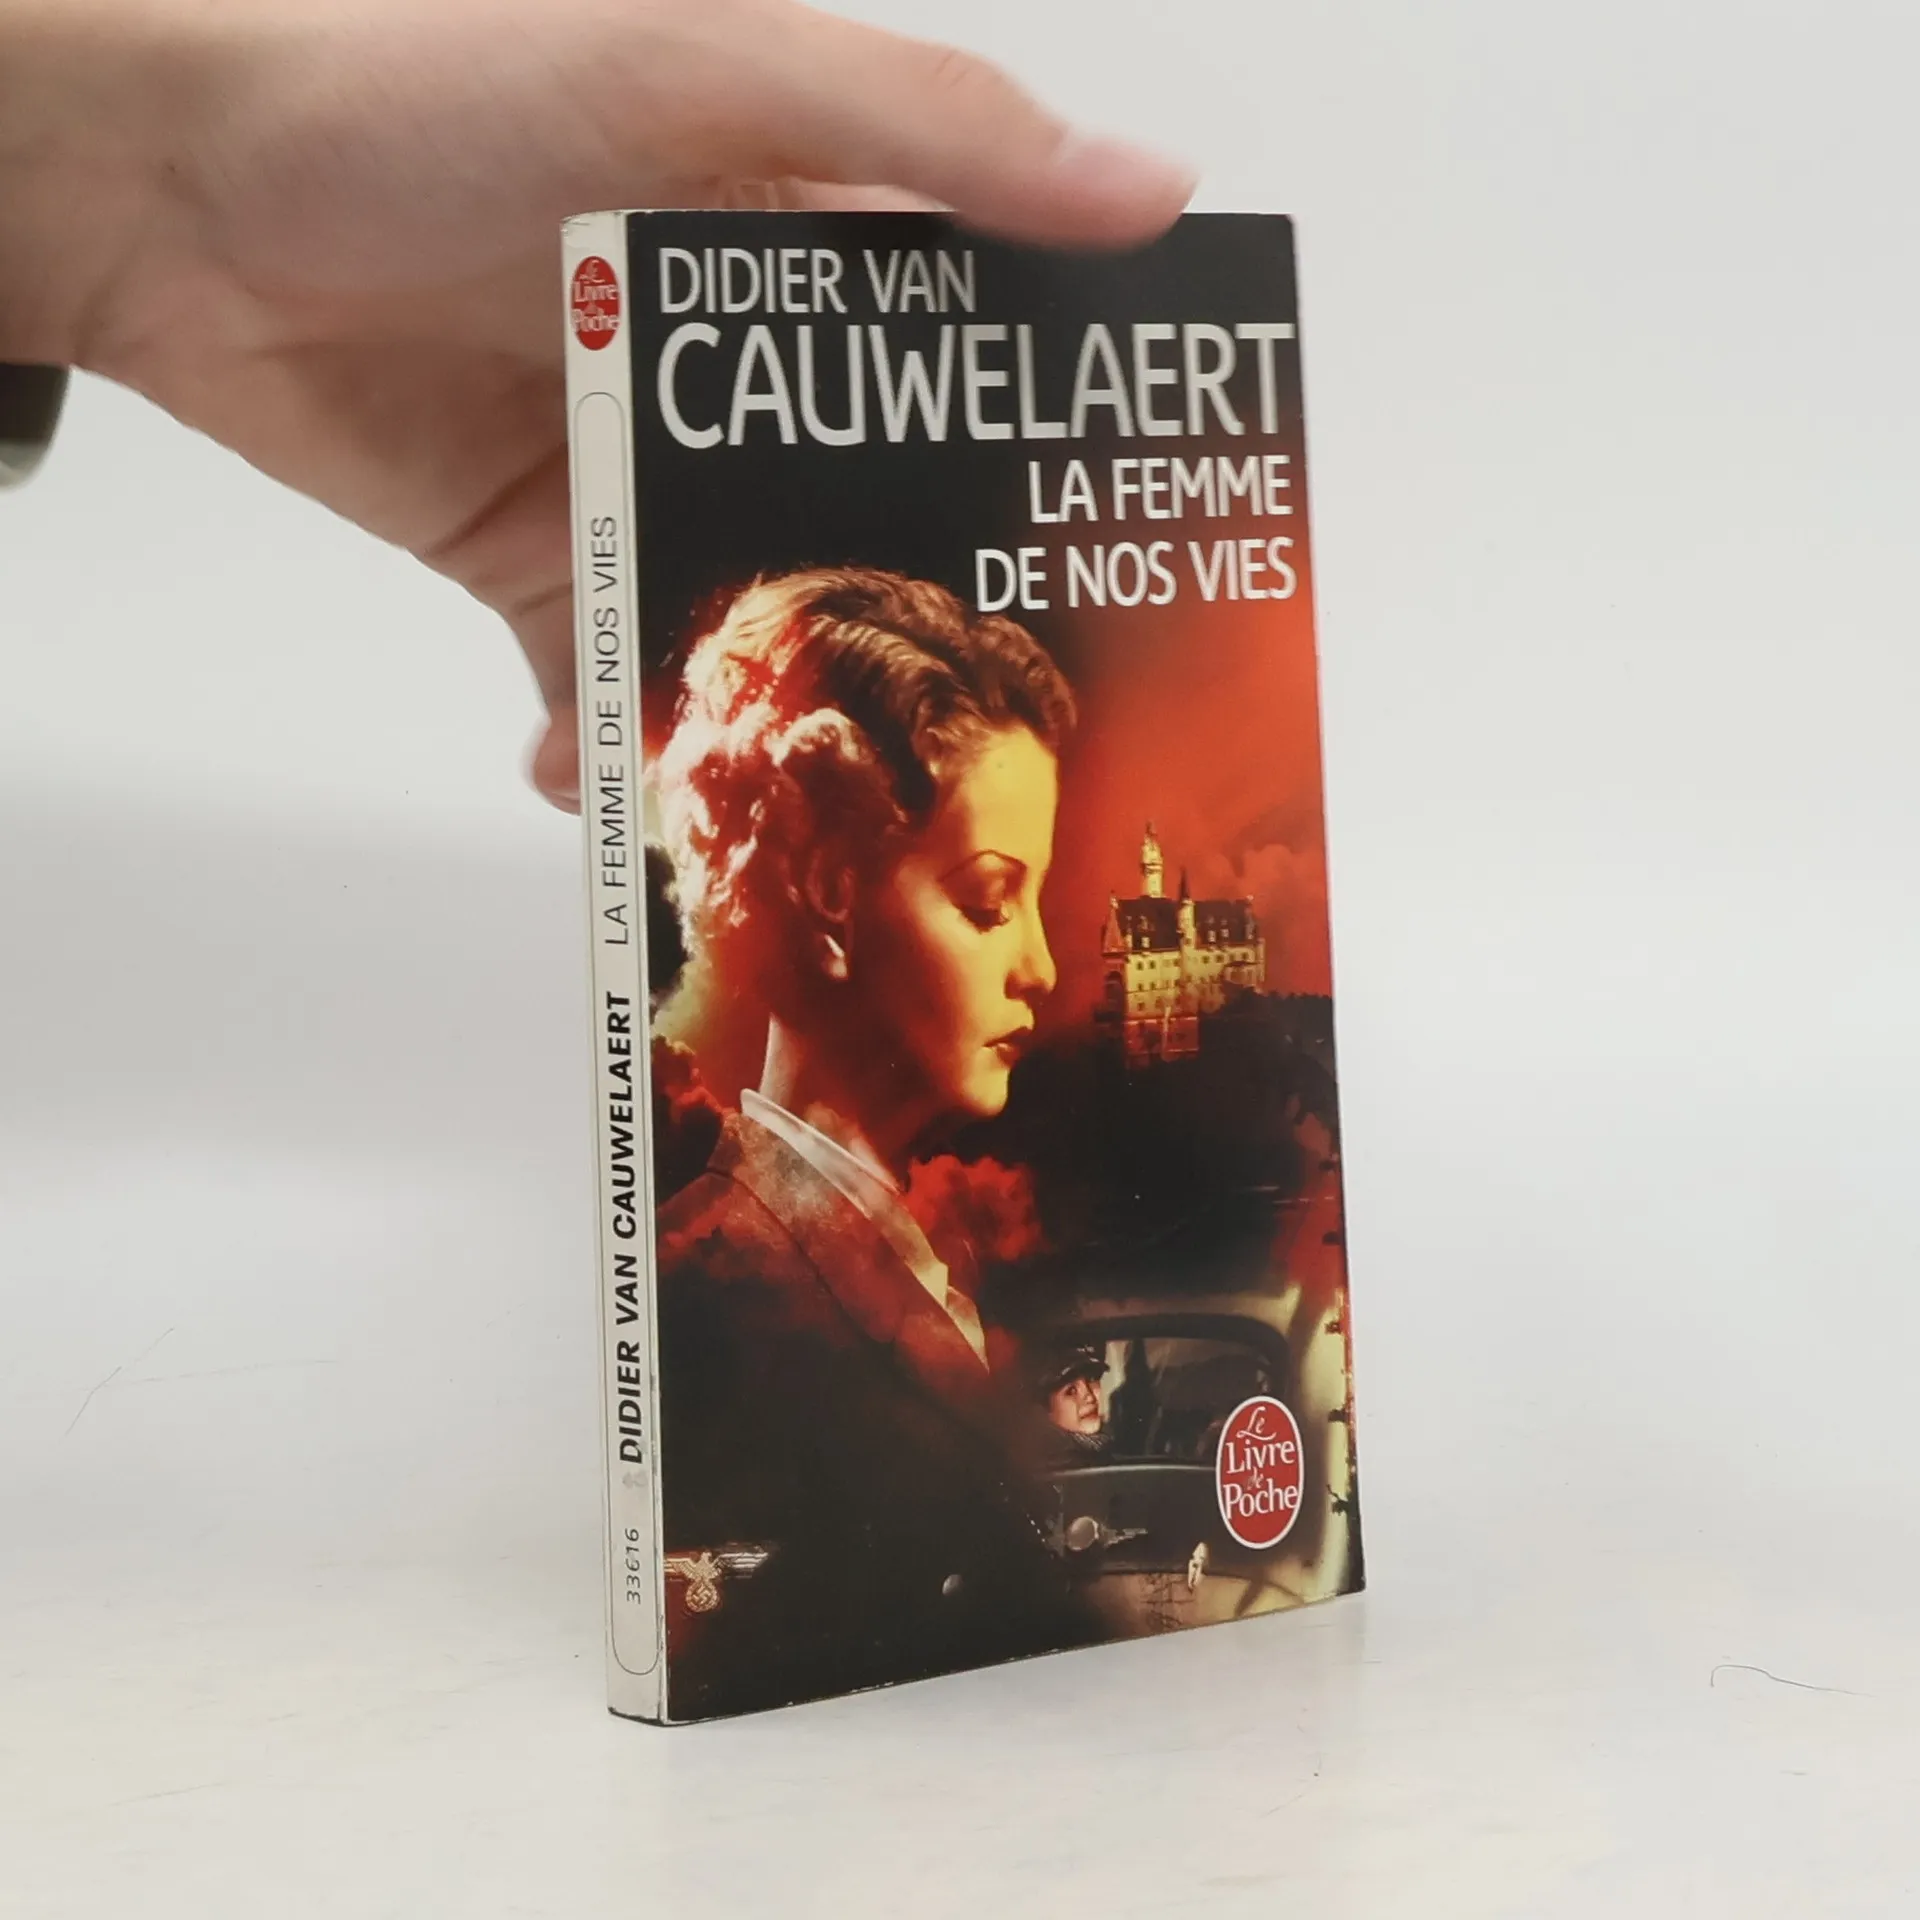 DIDIER VAN
CAUWELAERT
LA FEMME
DE NOS VIES
Le
Livre
de
Poche
Le
Livre
de
Poche
33616 DIDIER VAN CAUWELAERT LA FEMME DE NOS VIES